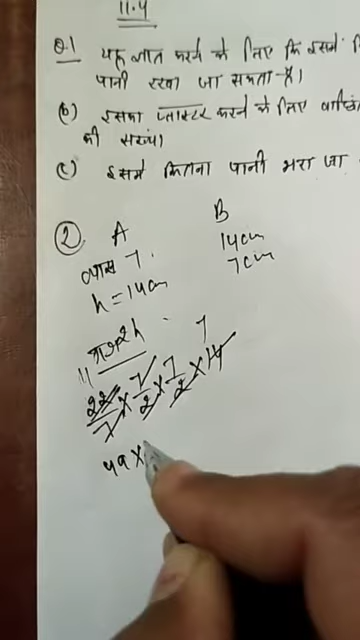 11.4
Q.1 यह ज्ञात करने के लिए कि इसमें
पानी रखा जा सकता है।
(b) इसका प्लास्टर करने के लिए
की संख्या
(c) इसमें कितना पानी भरा जा
② A B
व्यास 7. 14cm
h = 14cm 7cm
πr²h
7
22/7 × 7/2 × 7/2 × 14